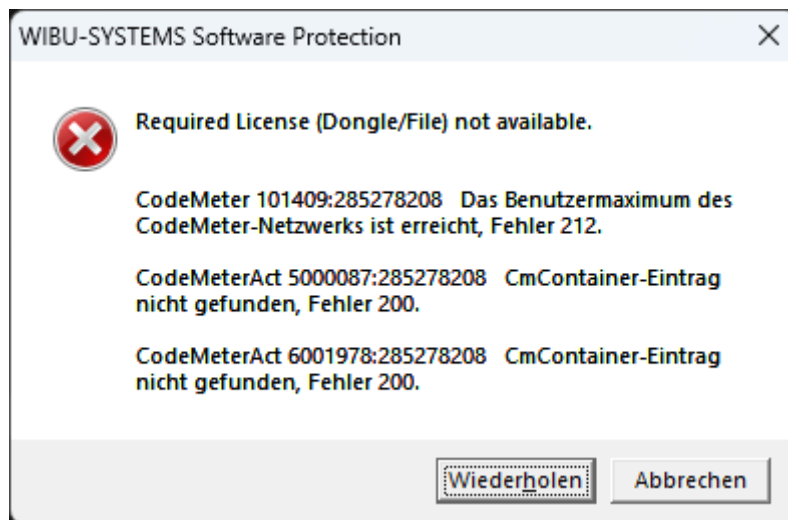 WIBU-SYSTEMS Software Protection
Required License (Dongle/File) not available.
CodeMeter 101409:285278208   Das Benutzermaximum des
CodeMeter-Netzwerks ist erreicht, Fehler 212.
CodeMeterAct 5000087:285278208   CmContainer-Eintrag
nicht gefunden, Fehler 200.
CodeMeterAct 6001978:285278208   CmContainer-Eintrag
nicht gefunden, Fehler 200.
Wiederholen
Abbrechen